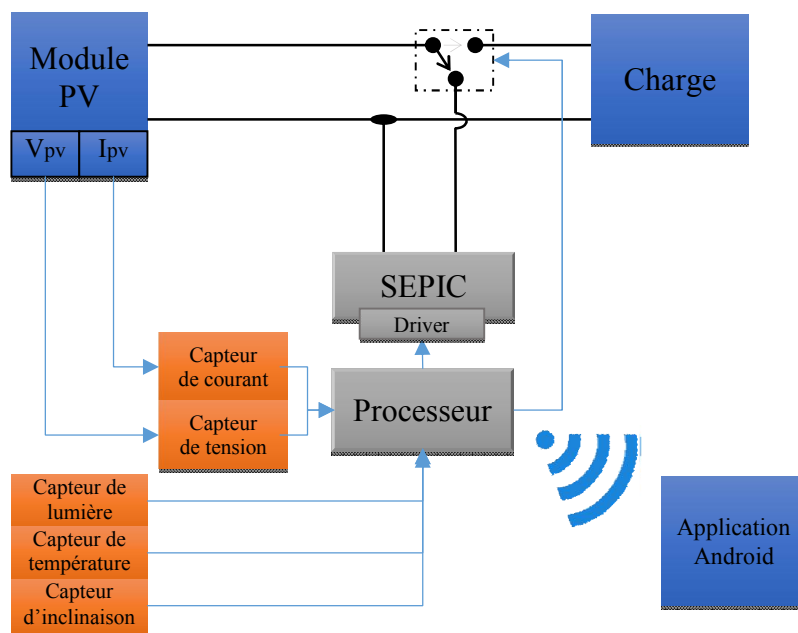 Module
PV
Vpv
Ipv
Charge
SEPIC
Driver
Capteur
de courant
Capteur
de tension
Processeur
Capteur de
lumière
Capteur de
température
Capteur
d'inclinaison
Application
Android